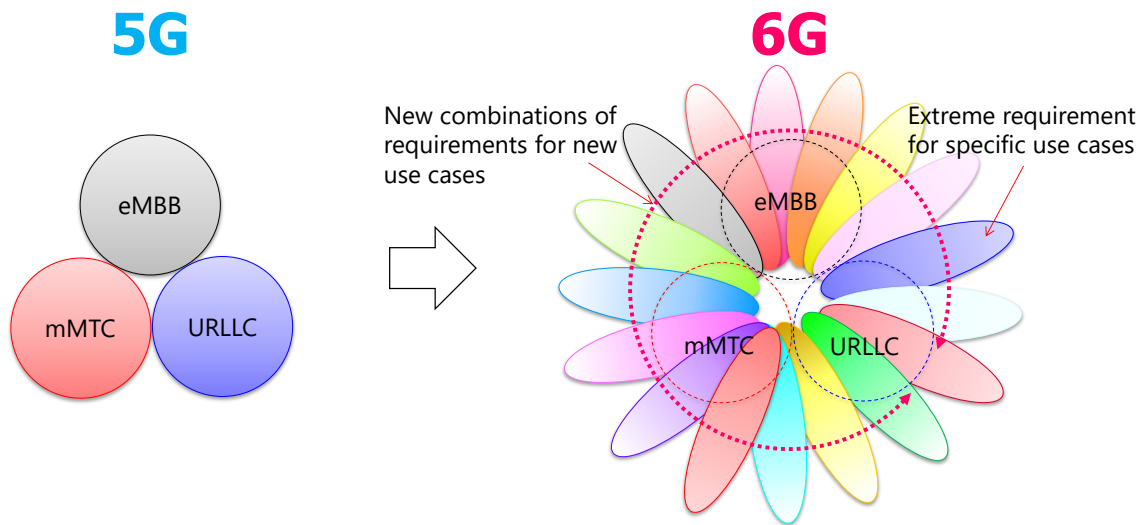 5G
6G
New combinations of
requirements for new
use cases
Extreme requirement
for specific use cases
eMBB
mMTC
URLLC
eMBB
mMTC
URLLC